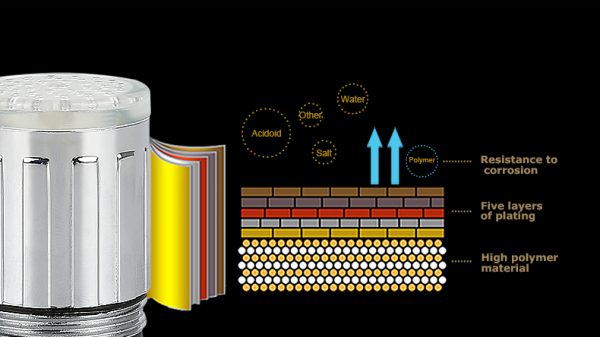 Water
Other
Acidoid
Salt
Polymer
Resistance to
corrosion
Five layers
of plating
High polymer
material